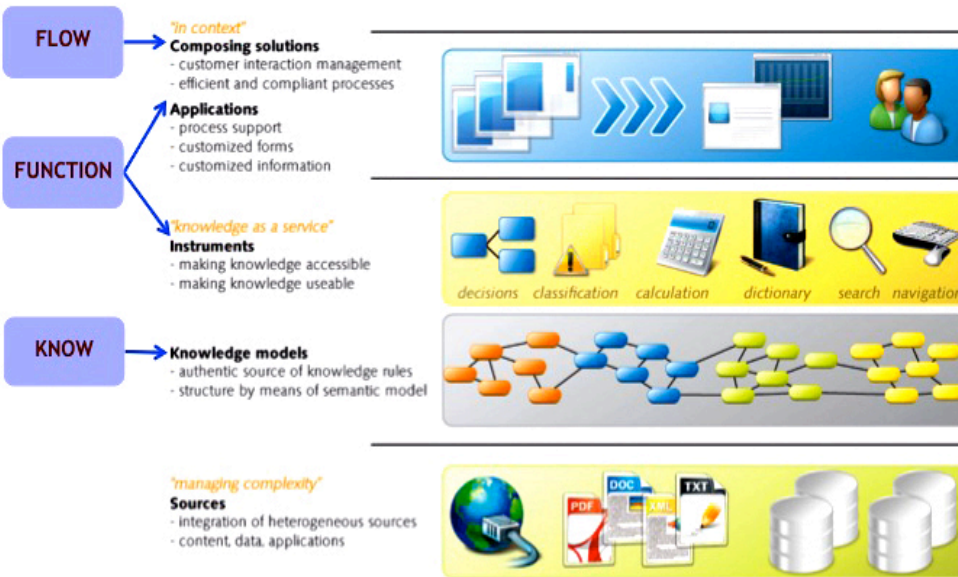 FLOW
"in context"
Composing solutions
- customer interaction management
- efficient and compliant processes
Applications
- process support
- customized forms
- customized information
FUNCTION
"knowledge as a service"
Instruments
- making knowledge accessible
- making knowledge useable
decisions classification calculation dictionary search navigation
KNOW
Knowledge models
- authentic source of knowledge rules
- structure by means of semantic model
"managing complexity"
Sources
- integration of heterogeneous sources
- content, data, applications
PDF
DOC
XML
TXT